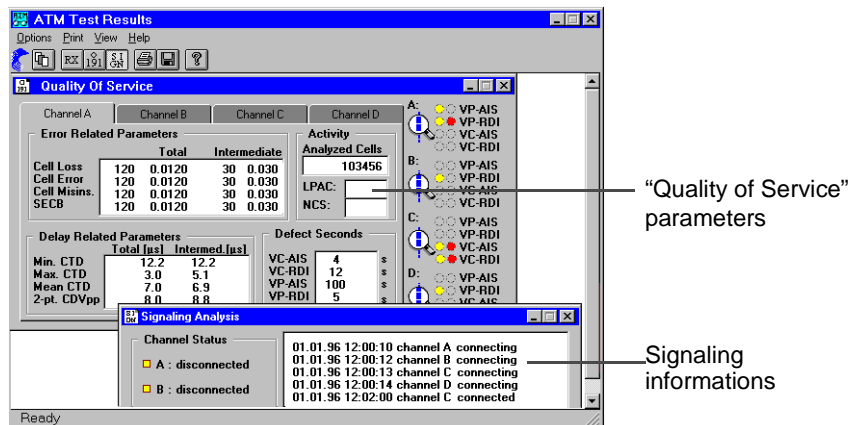 ATM Test Results
Options Print View Help
RX O 191 SI GN ?
Quality Of Service
Channel A Channel B Channel C Channel D
Error Related Parameters
Total Intermediate
Cell Loss 120 0.0120 30 0.030
Cell Error 120 0.0120 30 0.030
Cell Misins. 120 0.0120 30 0.030
SECB 120 0.0120 30 0.030
Activity
Analyzed Cells
103456
LPAC:
NCS:
Delay Related Parameters
Total [µs] Intermed.[µs]
Min. CTD 12.2 12.2
Max. CTD 3.0 5.1
Mean CTD 7.0 6.9
2-pt. CDVpp 8.0 8.8
Defect Seconds
VC-AIS 4 s
VC-RDI 12 s
VP-AIS 100 s
VP-RDI 5 s
A:
VP-AIS
VP-RDI
VC-AIS
VC-RDI
B:
VP-AIS
VP-RDI
VC-AIS
VC-RDI
C:
VP-AIS
VP-RDI
VC-AIS
VC-RDI
D:
VP-AIS
VP-RDI
VC-AIS
“Quality of Service”
parameters
Signaling Analysis
Channel Status
A : disconnected
B : disconnected
01.01.96 12:00:10 channel A connecting
01.01.96 12:00:12 channel B connecting
01.01.96 12:00:13 channel C connecting
01.01.96 12:00:14 channel D connecting
01.01.96 12:02:00 channel C connected
Signaling
informations
Ready